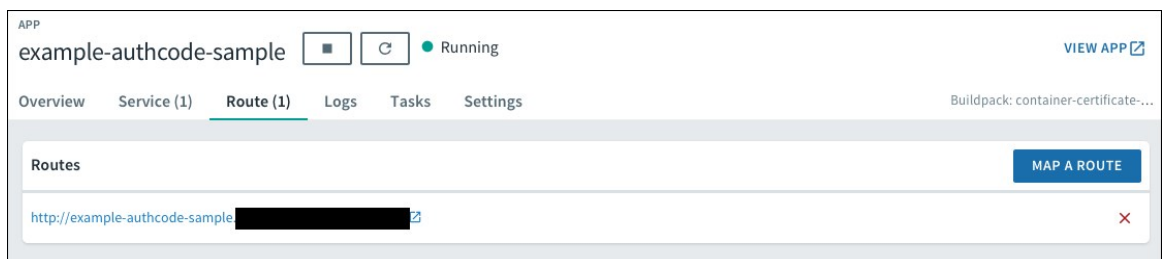 APP
example-authcode-sample Running
VIEW APP
Overview Service (1) Route (1) Logs Tasks Settings
Buildpack: container-certificate-...
Routes
MAP A ROUTE
http://example-authcode-sample.